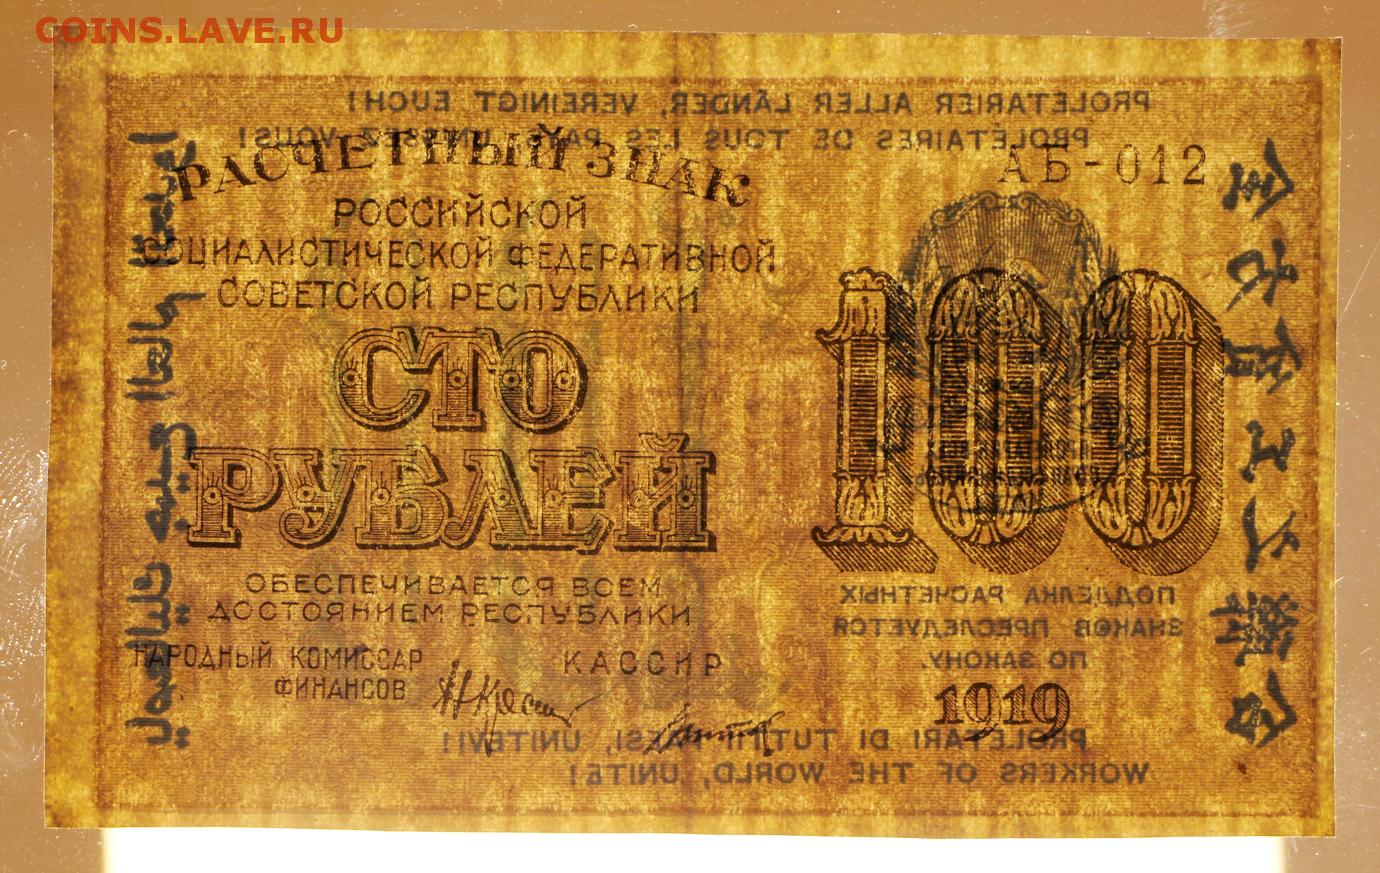 COINS.LAVE.RU
PROLETARIER ALLER LÄNDER, VEREINIGT EUCH!
PROLÉTAIRES DE TOUS LES PAYS, UNISSEZ-VOUS!
РАСЧЕТНЫЙ ЗНАК
АБ-012
РОССИЙСКОЙ
СОЦИАЛИСТИЧЕСКОЙ ФЕДЕРАТИВНОЙ
СОВЕТСКОЙ РЕСПУБЛИКИ
СТО
РУБЛЕЙ
100
ОБЕСПЕЧИВАЕТСЯ ВСЕМ
ДОСТОЯНИЕМ РЕСПУБЛИКИ
НАРОДНЫЙ КОМИССАР
ФИНАНСОВ
КАССИР
ПОДДЕЛКА РАСЧЕТНЫХ
ЗНАКОВ ПРЕСЛЕДУЕТСЯ
ПО ЗАКОНУ.
1919
PROLETARI DI TUTTI I PAESI, UNITEVI!
WORKERS OF THE WORLD, UNITE!